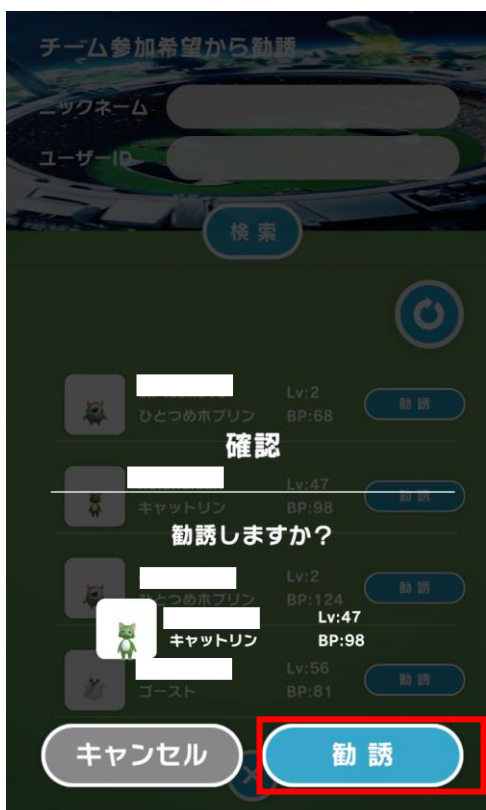 チーム参加希望から勧誘
ニックネーム
ユーザーID
検索
Lv:2
ひとつめホプリン BP:68 勧誘
確認
Lv:47
キャットリン BP:98 勧誘
勧誘しますか?
Lv:2
ひとつめホプリン BP:124 勧誘
Lv:47
キャットリン BP:98
Lv:56
ゴースト BP:81 勧誘
キャンセル 勧誘